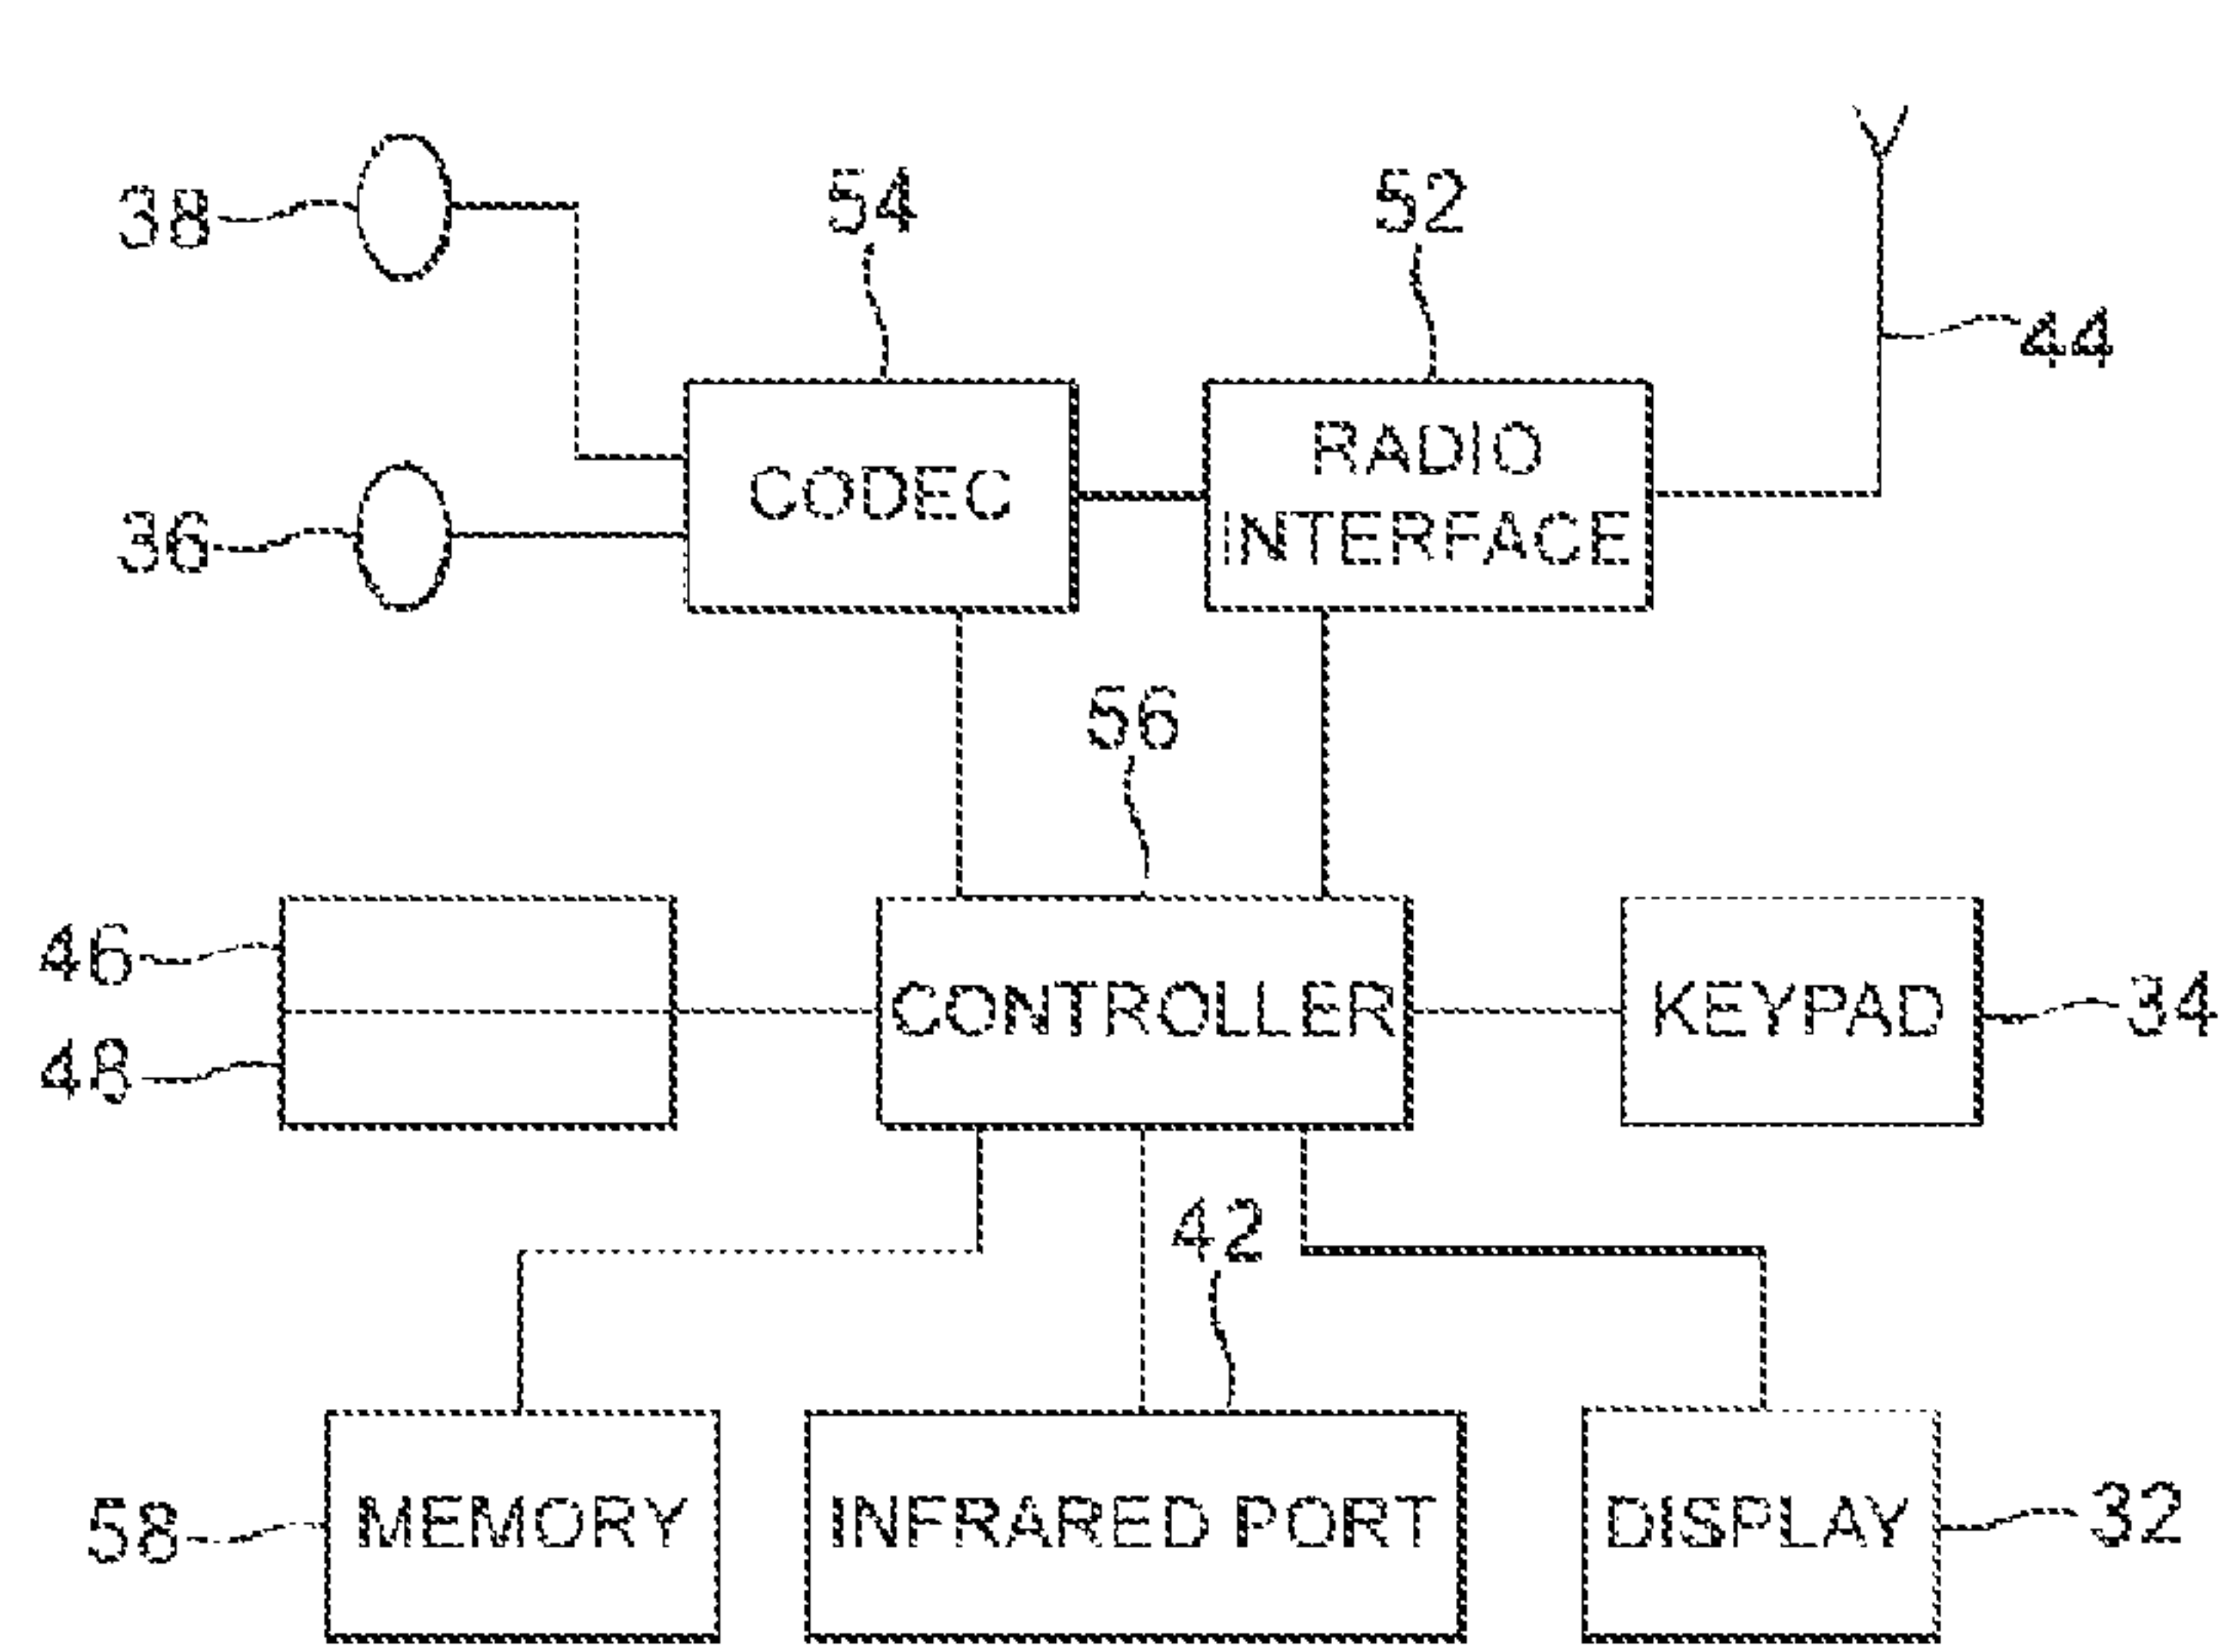 38
54
52
44
CODEC
RADIO
INTERFACE
36
56
46
48
CONTROLLER
KEYPAD
34
42
58
MEMORY
INFRARED PORT
DISPLAY
32